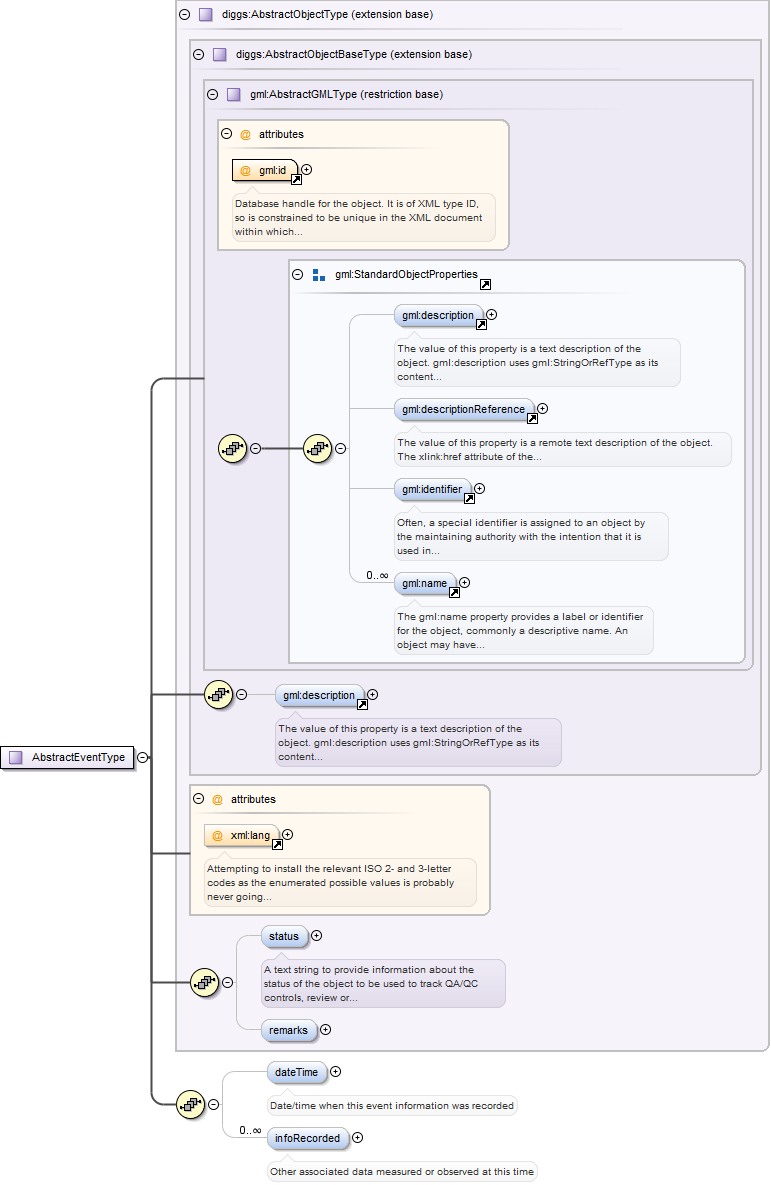 diggs:AbstractObjectType (extension base)
diggs:AbstractObjectBaseType (extension base)
gml:AbstractGMLType (restriction base)
@ attributes
@ gml:id
Database handle for the object. It is of XML type ID,
so is constrained to be unique in the XML document
within which...
gml:StandardObjectProperties
gml:description
The value of this property is a text description of the
object. gml:description uses gml:StringOrRefType as its
content...
gml:descriptionReference
The value of this property is a remote text description of the object.
The xlink:href attribute of the...
gml:identifier
Often, a special identifier is assigned to an object by
the maintaining authority with the intention that it is
used in...
0..∞
gml:name
The gml:name property provides a label or identifier
for the object, commonly a descriptive name. An
object may have...
gml:description
The value of this property is a text description of the
object. gml:description uses gml:StringOrRefType as its
content...
AbstractEventType
@ attributes
@ xml:lang
Attempting to install the relevant ISO 2- and 3-letter
codes as the enumerated possible values is probably
never going...
status
A text string to provide information about the
status of the object to be used to track QA/QC
controls, review or...
remarks
dateTime
Date/time when this event information was recorded
0..∞
infoRecorded
Other associated data measured or observed at this time